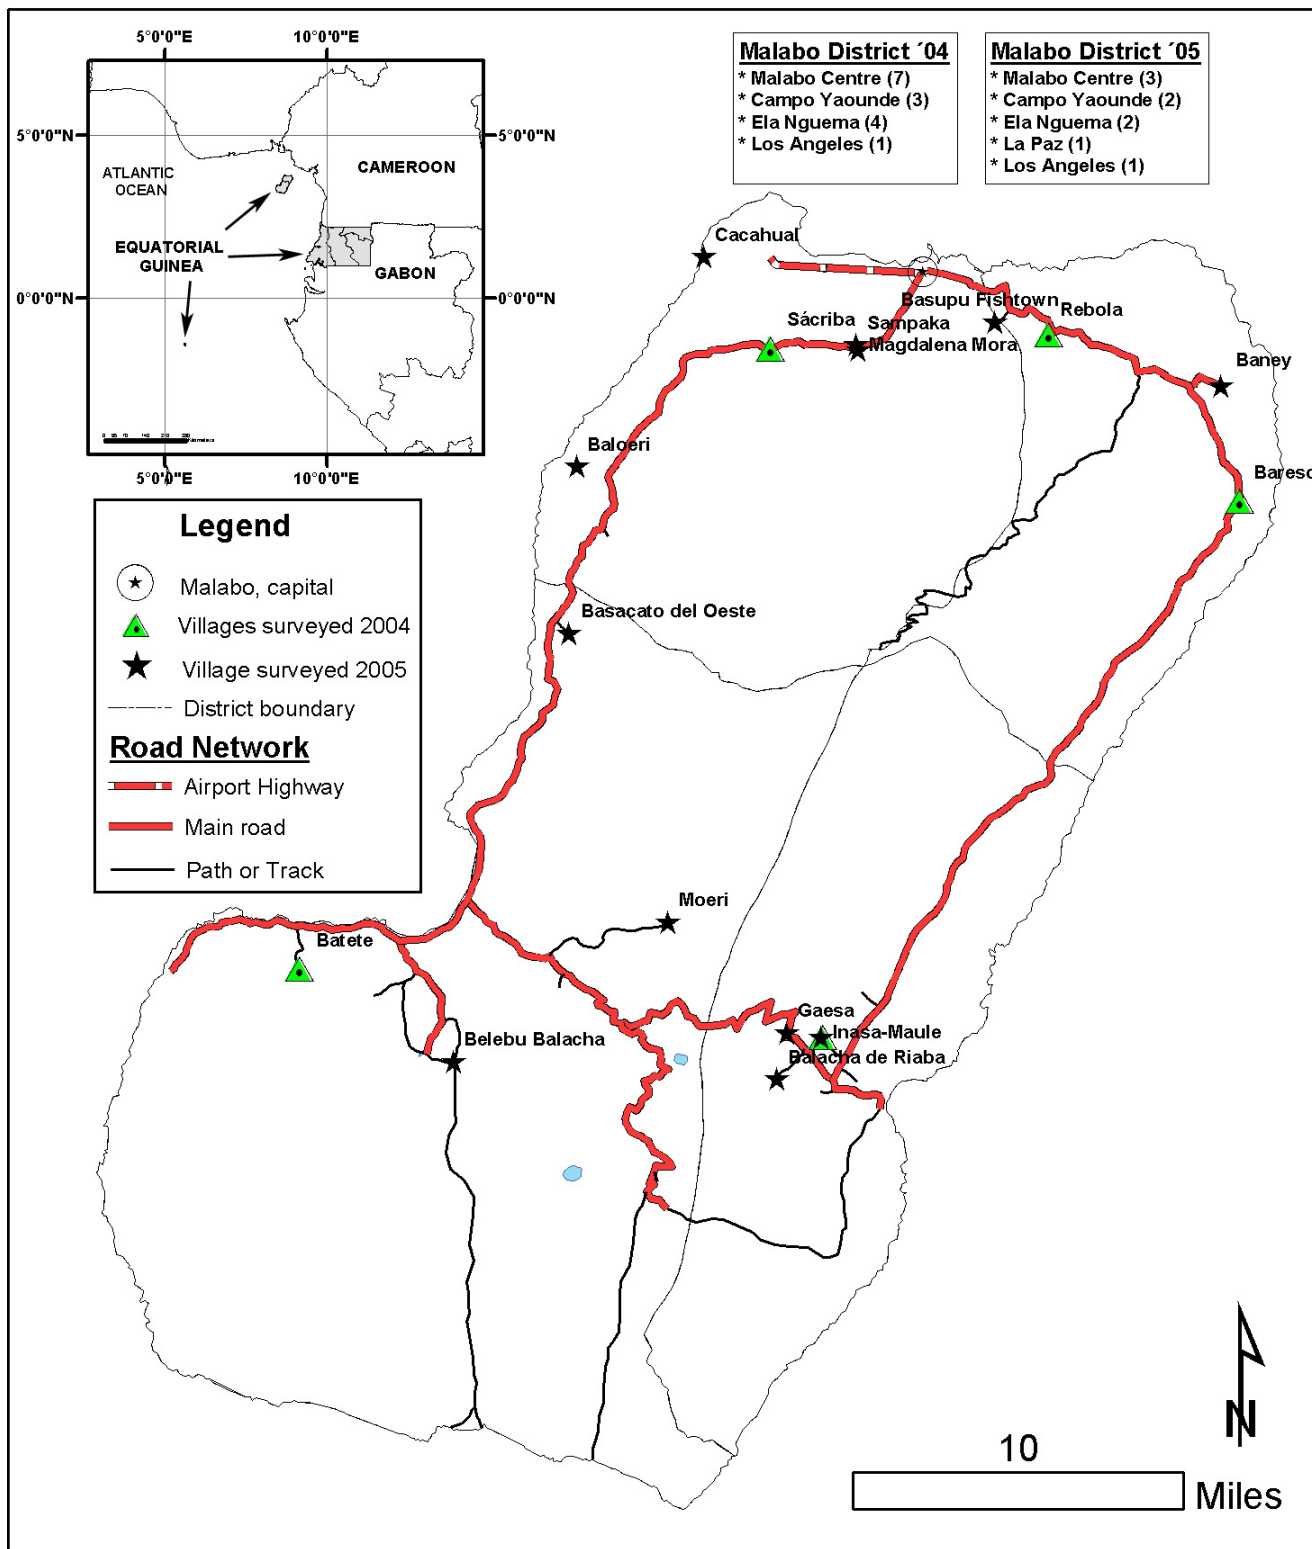 5°0'0"E 10°0'0"E
5°0'0"N 5°0'0"N
ATLANTIC
OCEAN
CAMEROON
EQUATORIAL
GUINEA
GABON
0°0'0"N 0°0'0"N
5°0'0"E 10°0'0"E
Malabo District ´04
* Malabo Centre (7)
* Campo Yaounde (3)
* Ela Nguema (4)
* Los Angeles (1)
Malabo District ´05
* Malabo Centre (3)
* Campo Yaounde (2)
* Ela Nguema (2)
* La Paz (1)
* Los Angeles (1)
Legend
Malabo, capital
Villages surveyed 2004
Village surveyed 2005
District boundary
Road Network
Airport Highway
Main road
Path or Track
Cacahual
Basupu Fishtown
Rebola
Sácriba
Sampaka
Magdalena Mora
Baney
Baloeri
Bareso
Basacato del Oeste
Moeri
Batete
Gaesa
Inasa-Maule
Belebu Balacha
Balacha de Riaba
N
10
Miles